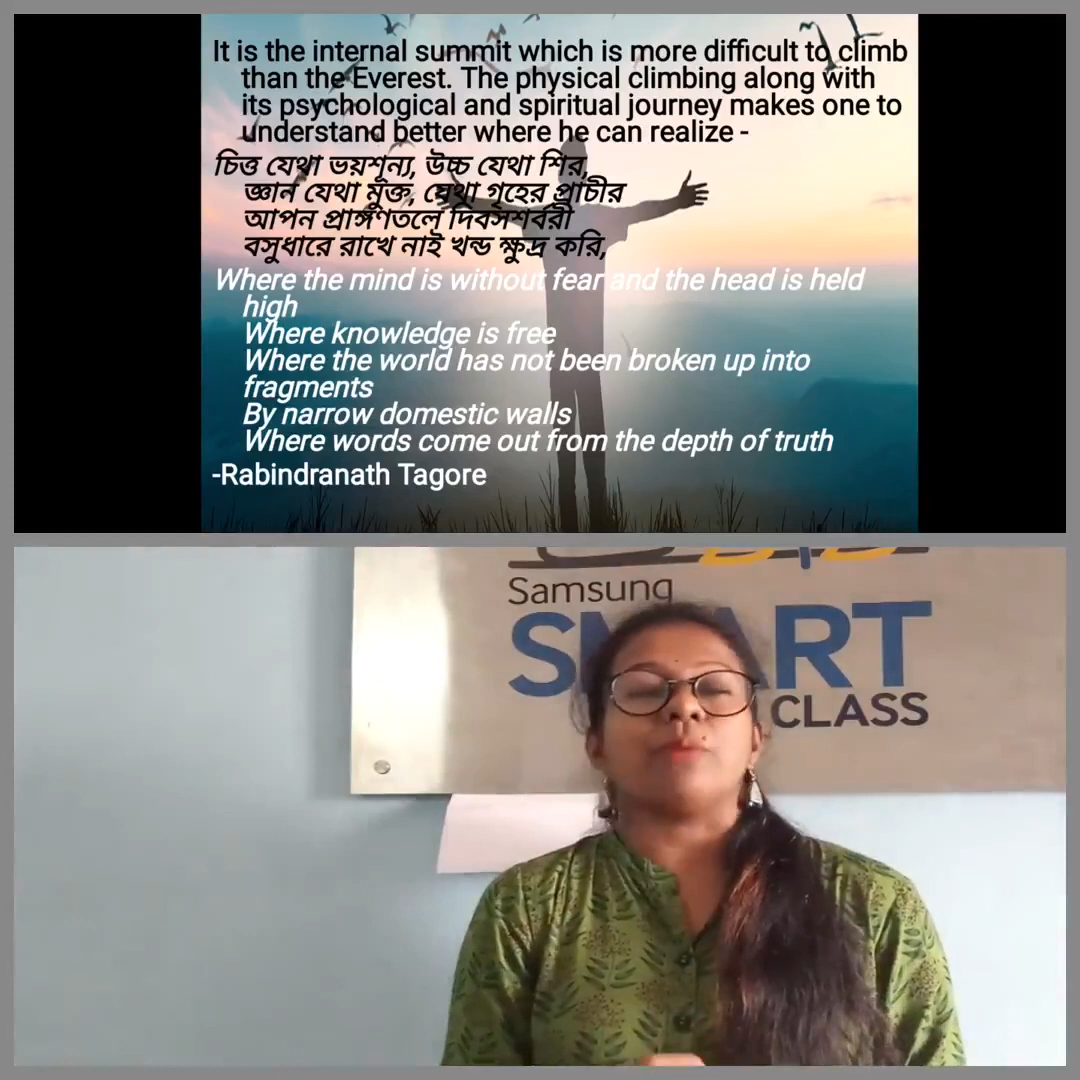 It is the internal summit which is more difficult to climb
than the Everest. The physical climbing along with
its psychological and spiritual journey makes one to
understand better where he can realize -
চিত্ত যেথা ভয়শূন্য, উচ্চ যেথা শির,
জ্ঞান যেথা মুক্ত, যেথা গৃহের প্রাচীর
আপন প্রাঙ্গণতলে দিবসশর্বরী
বসুধারে রাখে নাই খন্ড ক্ষুদ্র করি,
Where the mind is without fear and the head is held
high
Where knowledge is free
Where the world has not been broken up into
fragments
By narrow domestic walls
Where words come out from the depth of truth
-Rabindranath Tagore
Samsung
SMART
CLASS